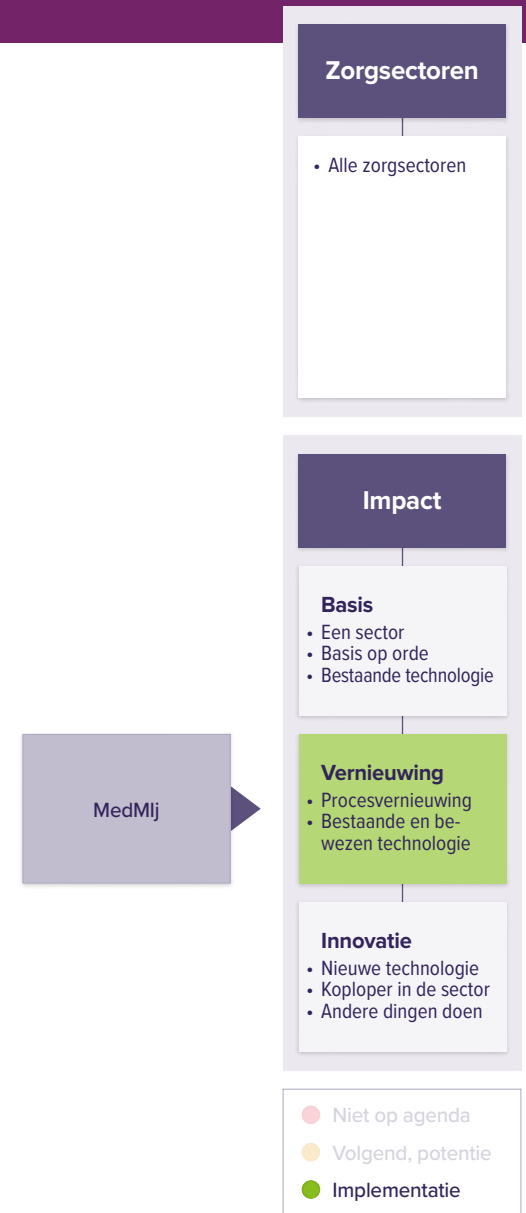 Zorgsectoren
• Alle zorgsectoren
Impact
Basis
• Een sector
• Basis op orde
• Bestaande technologie
MedMIj
Vernieuwing
• Procesvernieuwing
• Bestaande en be-
wezen technologie
Innovatie
• Nieuwe technologie
• Koploper in de sector
• Andere dingen doen
Niet op agenda
Volgend, potentie
Implementatie